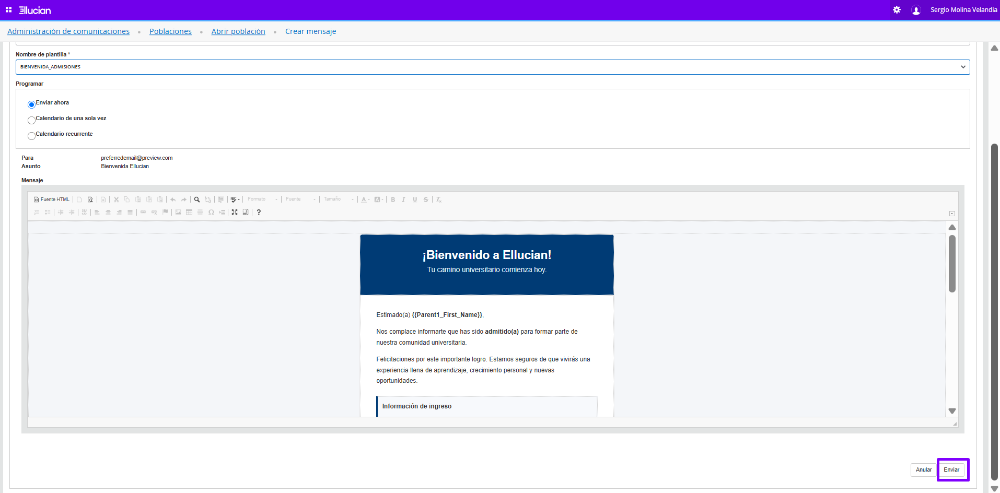 Ellucian
Sergio Molina Velandia
Administración de comunicaciones • Poblaciones • Abrir población • Crear mensaje
Nombre de plantilla *
BIENVENIDA_ADMISIONES
Programar
Enviar ahora
Calendario de una sola vez
Calendario recurrente
Para preferredemail@preview.com
Asunto Bienvenida Ellucian
Mensaje
Fuente HTML ABC Formato Fuente Tamaño A A B I U S Tx
Ω ?
¡Bienvenido a Ellucian!
Tu camino universitario comienza hoy.
Estimado(a) {{Parent1_First_Name}},
Nos complace informarte que has sido admitido(a) para formar parte de
nuestra comunidad universitaria.
Felicitaciones por este importante logro. Estamos seguros de que vivirás una
experiencia llena de aprendizaje, crecimiento personal y nuevas
oportunidades.
Información de ingreso
Anular Enviar